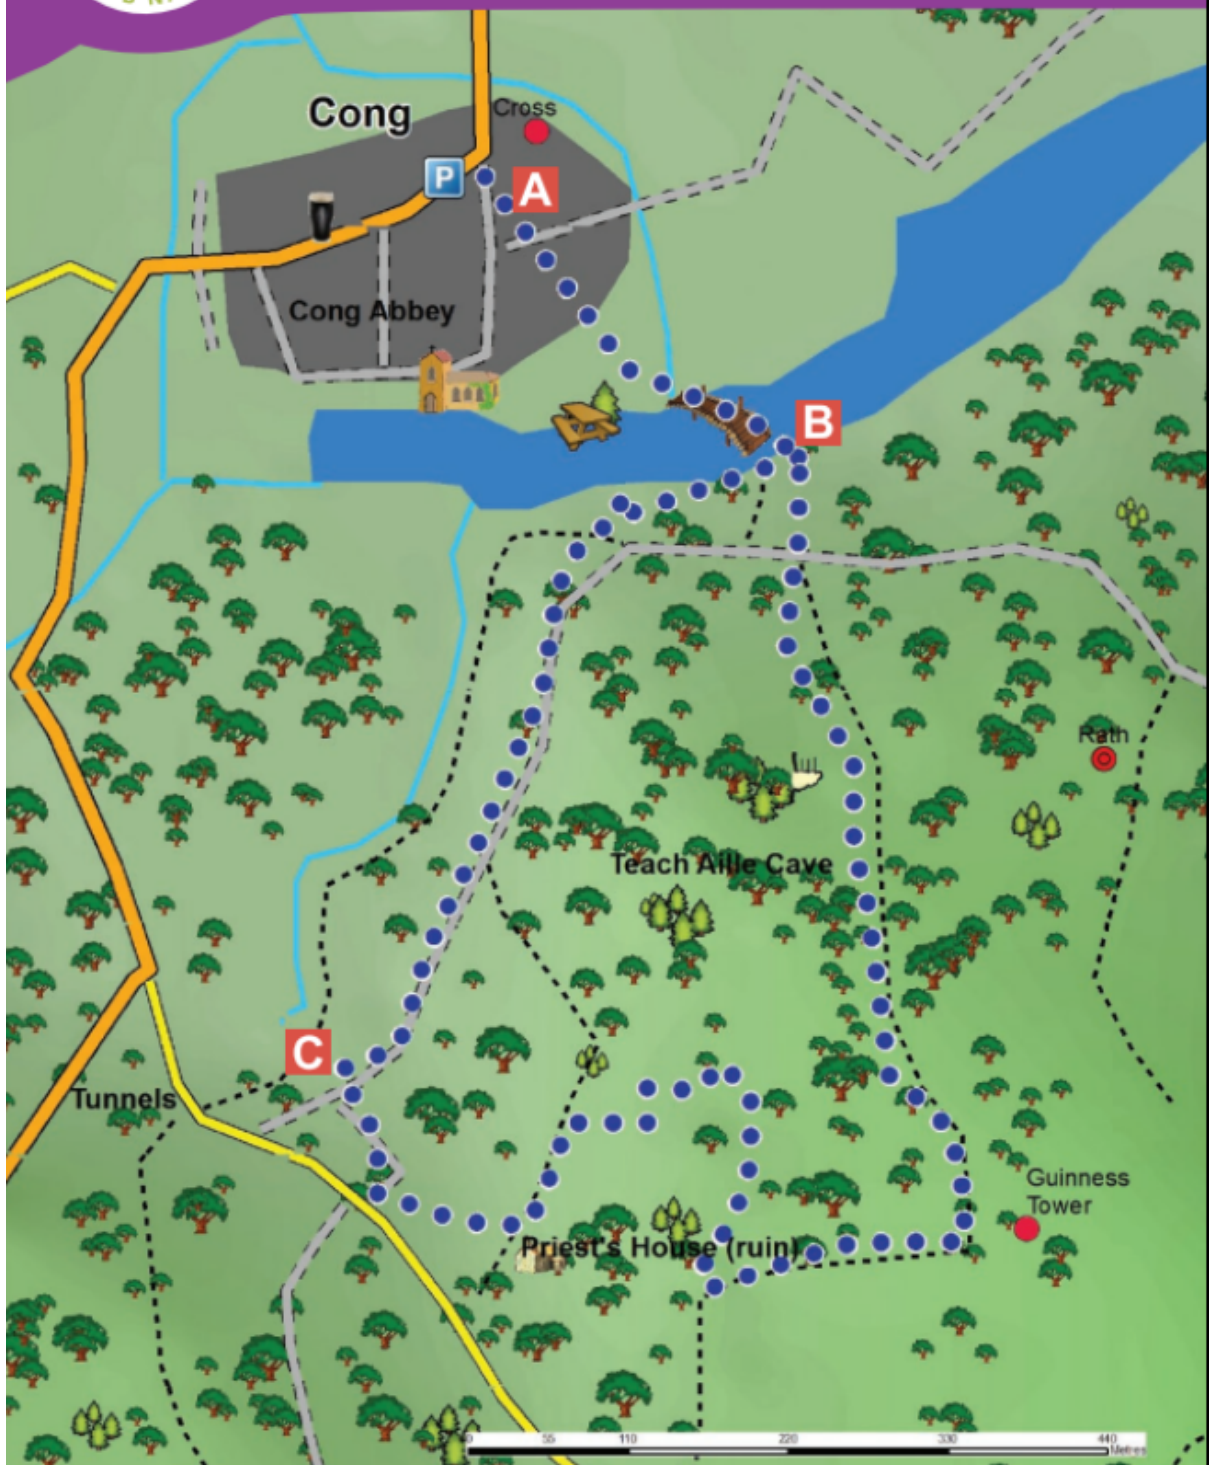 Cong
Cross
P
A
Cong Abbey
B
Rath
Teach Aille Cave
C
Tunnels
Guinness
Tower
Priest's House (ruin)
0 55 110 220 330 440
Metres